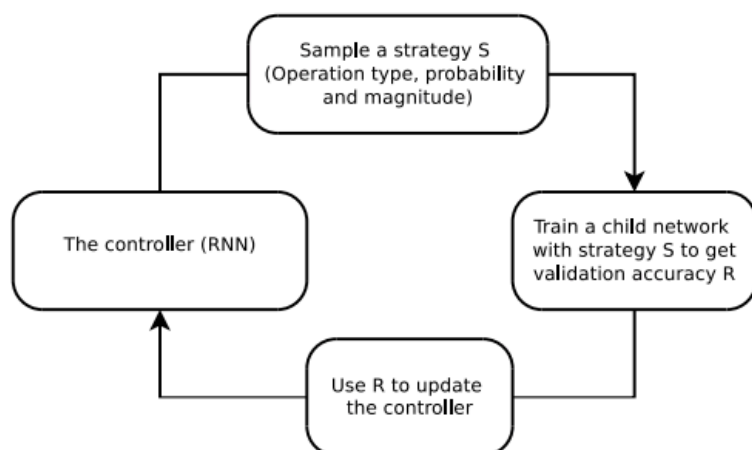 Sample a strategy S
(Operation type, probability
and magnitude)
The controller (RNN)
Train a child network
with strategy S to get
validation accuracy R
Use R to update
the controller